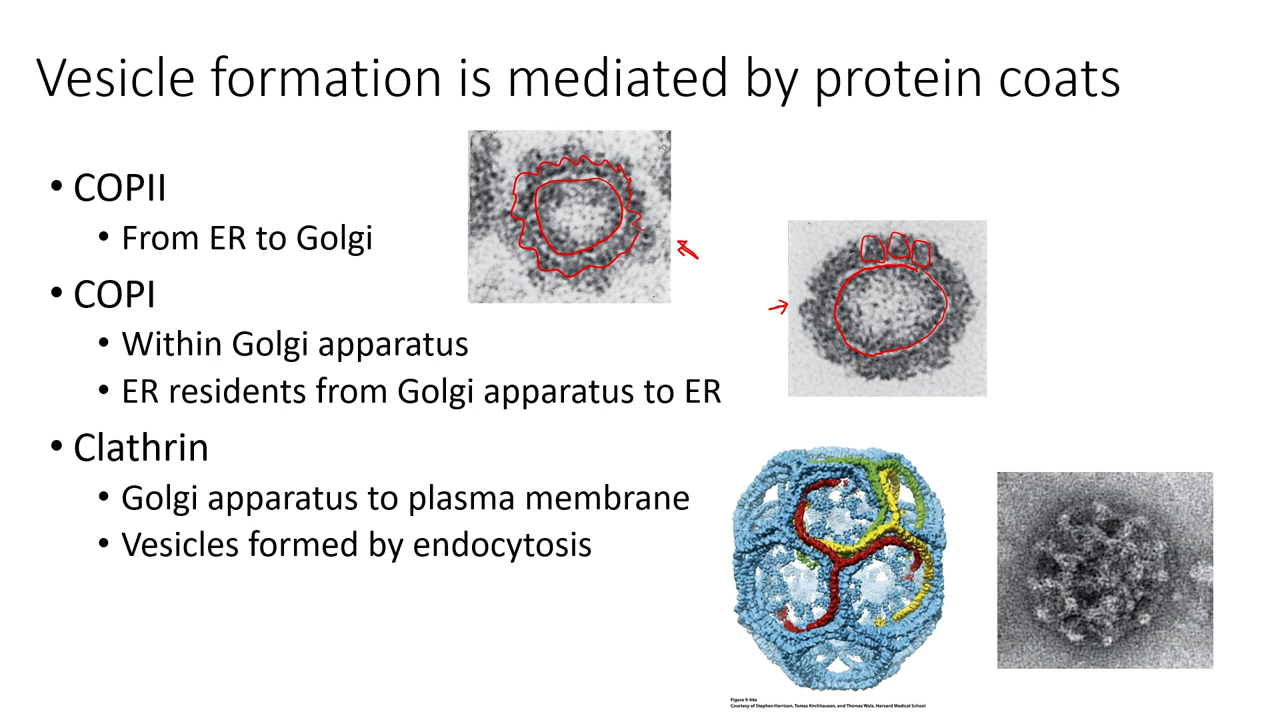 Vesicle formation is mediated by protein coats
• COPII
• From ER to Golgi
• COPI
• Within Golgi apparatus
• ER residents from Golgi apparatus to ER
• Clathrin
• Golgi apparatus to plasma membrane
• Vesicles formed by endocytosis
Figure 9-44a
Courtesy of Stephen Harrison, Tomas Kirchhausen, and Thomas Walz, Harvard Medical School